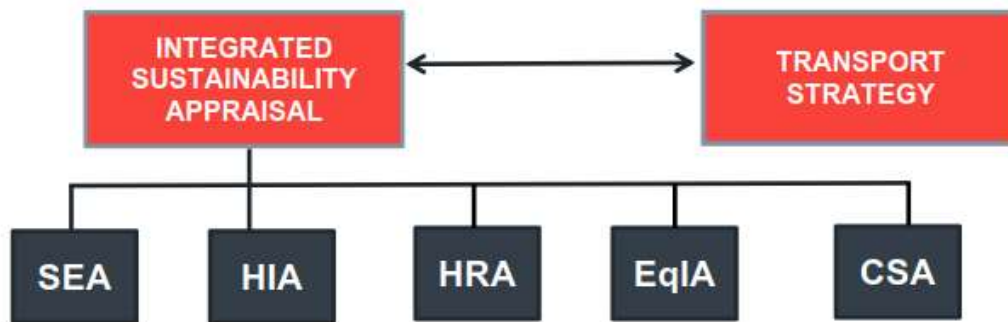 INTEGRATED
SUSTAINABILITY
APPRAISAL
TRANSPORT
STRATEGY
SEA
HIA
HRA
EqIA
CSA